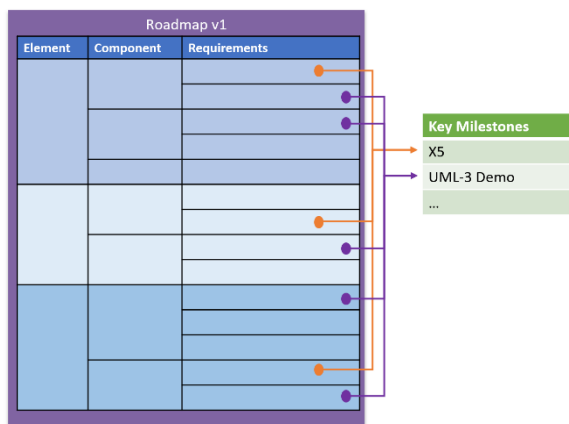 Roadmap v1
Element Component Requirements
Key Milestones
X5
UML-3 Demo
...